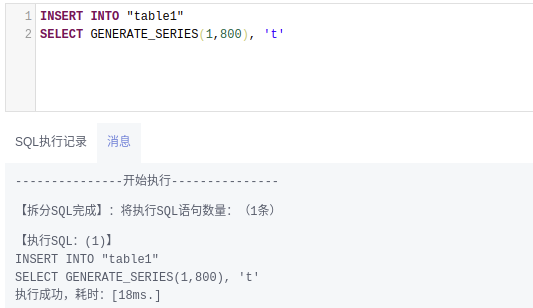 1 INSERT INTO "table1"
2 SELECT GENERATE_SERIES(1,800), 't'
SQL执行记录 消息
---------------开始执行---------------
【拆分SQL完成】：将执行SQL语句数量：（1条）
【执行SQL：(1)】
INSERT INTO "table1"
SELECT GENERATE_SERIES(1,800), 't'
执行成功，耗时：[18ms.]